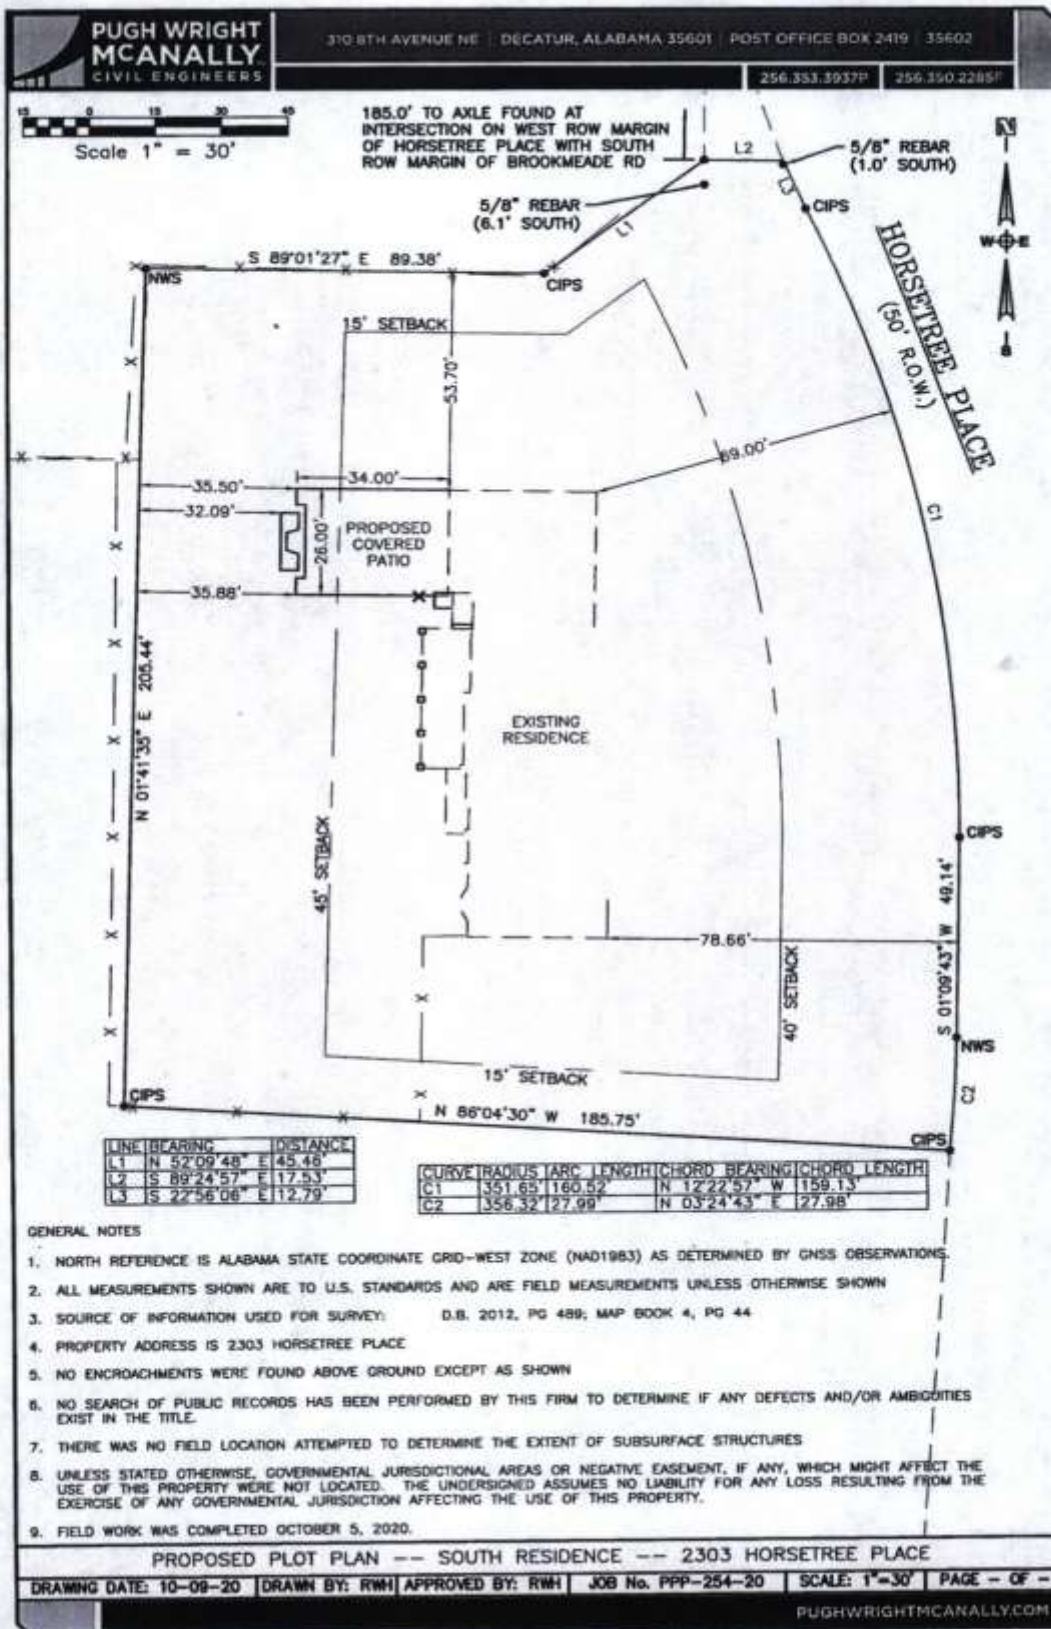 PUGH WRIGHT
MCANALLY
CIVIL ENGINEERS
310 8TH AVENUE NE | DECATUR, ALABAMA 35601 | POST OFFICE BOX 2419 | 35602
256.353.3937P
256.350.2285F
15 0 15 30 45
Scale 1" = 30'
185.0' TO AXLE FOUND AT
INTERSECTION ON WEST ROW MARGIN
OF HORSETREE PLACE WITH SOUTH
ROW MARGIN OF BROOKMEADE RD
L2
5/8" REBAR
(1.0' SOUTH)
L3
CIPS
5/8" REBAR
(6.1' SOUTH)
L1
N
W E
S
HORSETREE PLACE
(50' R.O.W.)
S 89°01'27" E 89.38'
NWS
CIPS
15' SETBACK
53.70'
69.00'
34.00'
35.50'
32.09'
26.00'
PROPOSED
COVERED
PATIO
35.88'
C1
N 01°41'35" E 205.44'
EXISTING
RESIDENCE
45' SETBACK
CIPS
S 01°09'43" W 49.14'
78.66'
40' SETBACK
NWS
15' SETBACK
C2
CIPS
N 86°04'30" W 185.75'
CIPS
LINE BEARING DISTANCE
L1 N 52°09'48" E 45.46'
L2 S 89°24'57" E 17.53'
L3 S 22°56'06" E 12.79'
CURVE RADIUS ARC LENGTH CHORD BEARING CHORD LENGTH
C1 351.65' 160.52' N 12°22'57" W 159.13'
C2 356.32' 27.99' N 03°24'43" E 27.98'
GENERAL NOTES
1. NORTH REFERENCE IS ALABAMA STATE COORDINATE GRID-WEST ZONE (NAD1983) AS DETERMINED BY GNSS OBSERVATIONS.
2. ALL MEASUREMENTS SHOWN ARE TO U.S. STANDARDS AND ARE FIELD MEASUREMENTS UNLESS OTHERWISE SHOWN
3. SOURCE OF INFORMATION USED FOR SURVEY: D.B. 2012, PG 489; MAP BOOK 4, PG 44
4. PROPERTY ADDRESS IS 2303 HORSETREE PLACE
5. NO ENCROACHMENTS WERE FOUND ABOVE GROUND EXCEPT AS SHOWN
6. NO SEARCH OF PUBLIC RECORDS HAS BEEN PERFORMED BY THIS FIRM TO DETERMINE IF ANY DEFECTS AND/OR AMBIGUITIES
EXIST IN THE TITLE.
7. THERE WAS NO FIELD LOCATION ATTEMPTED TO DETERMINE THE EXTENT OF SUBSURFACE STRUCTURES
8. UNLESS STATED OTHERWISE, GOVERNMENTAL JURISDICTIONAL AREAS OR NEGATIVE EASEMENT, IF ANY, WHICH MIGHT AFFECT THE
USE OF THIS PROPERTY WERE NOT LOCATED. THE UNDERSIGNED ASSUMES NO LIABILITY FOR ANY LOSS RESULTING FROM THE
EXERCISE OF ANY GOVERNMENTAL JURISDICTION AFFECTING THE USE OF THIS PROPERTY.
9. FIELD WORK WAS COMPLETED OCTOBER 5, 2020.
PROPOSED PLOT PLAN -- SOUTH RESIDENCE -- 2303 HORSETREE PLACE
DRAWING DATE: 10-09-20 DRAWN BY: RWH APPROVED BY: RWH JOB No. PPP-254-20 SCALE: 1"=30' PAGE - OF -
PUGHWRIGHTMCANALLY.COM